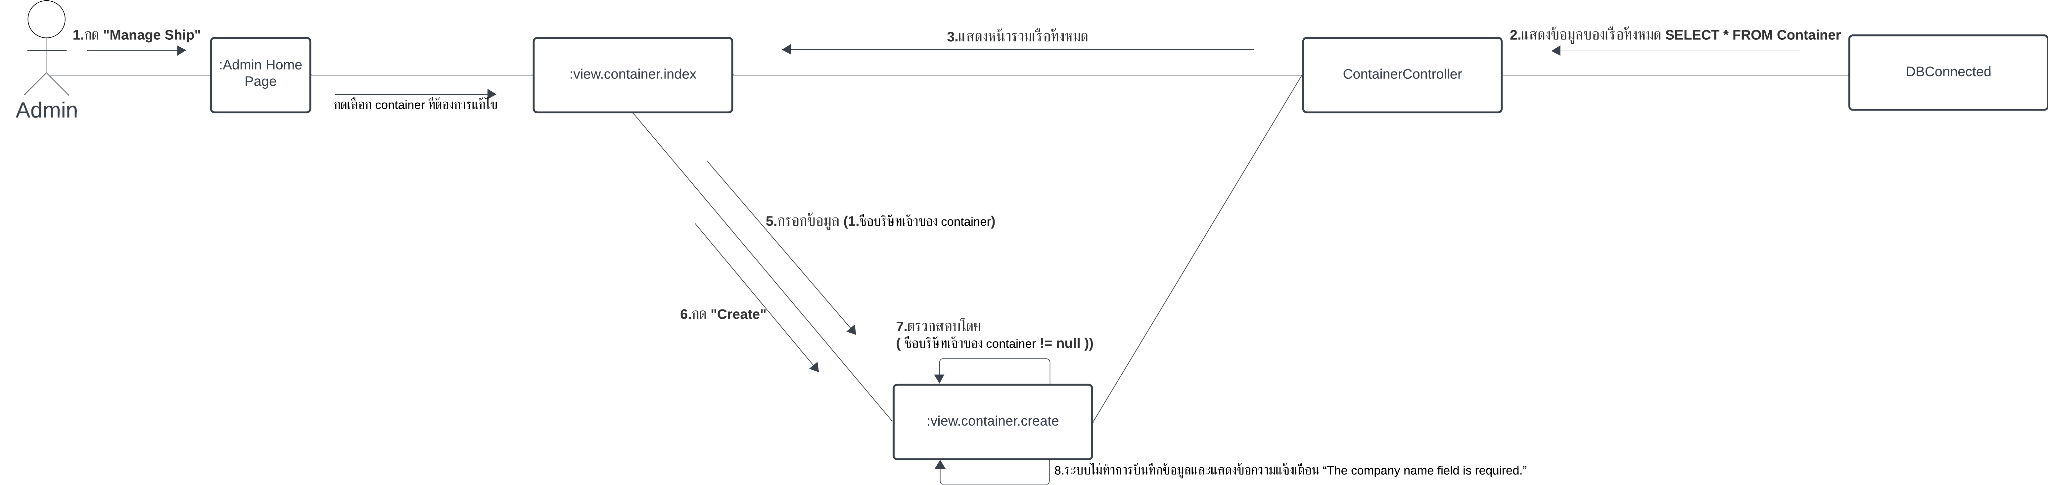 1.กด "Manage Ship"
3.แสดงหน้ารวมเรือทั้งหมด
2.แสดงข้อมูลของเรือทั้งหมด SELECT * FROM Container
:Admin Home
Page
:view.container.index
ContainerController
DBConnected
กดเลือก container ที่ต้องการแก้ไข
Admin
5.กรอกข้อมูล (1.ชื่อบริษัทเจ้าของ container)
6.กด "Create"
7.ตรวจสอบโดย
( ชื่อบริษัทเจ้าของ container != null ))
:view.container.create
8.ระบบไม่ทำการบันทึกข้อมูลและแสดงข้อความแจ้งเตือน “The company name field is required.”